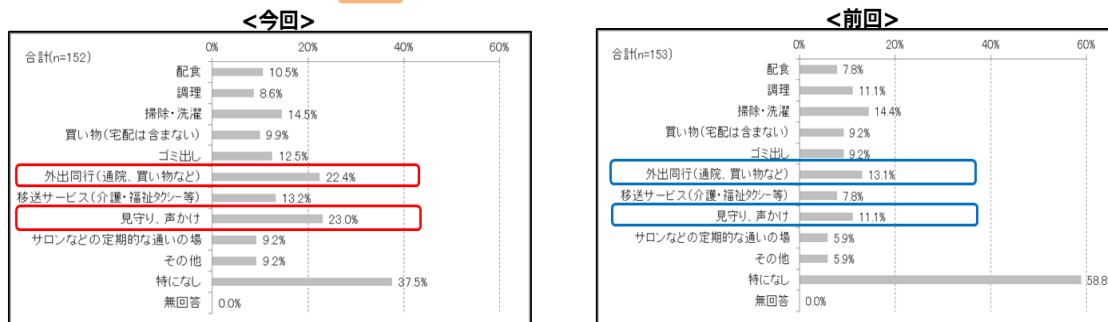 <今回>
合計(n=152)
0% 20% 40% 60%
配食 10.5%
調理 8.6%
掃除・洗濯 14.5%
買い物(宅配は含まない) 9.9%
ゴミ出し 12.5%
外出同行(通院、買い物など) 22.4%
移送サービス(介護・福祉タクシー等) 13.2%
見守り、声かけ 23.0%
サロンなどの定期的な通いの場 9.2%
その他 9.2%
特になし 37.5%
無回答 0.0%
<前回>
合計(n=153)
0% 20% 40% 60%
配食 7.8%
調理 11.1%
掃除・洗濯 14.4%
買い物(宅配は含まない) 9.2%
ゴミ出し 9.2%
外出同行(通院、買い物など) 13.1%
移送サービス(介護・福祉タクシー等) 7.8%
見守り、声かけ 11.1%
サロンなどの定期的な通いの場 5.9%
その他 5.9%
特になし 58.8
無回答 0.0%